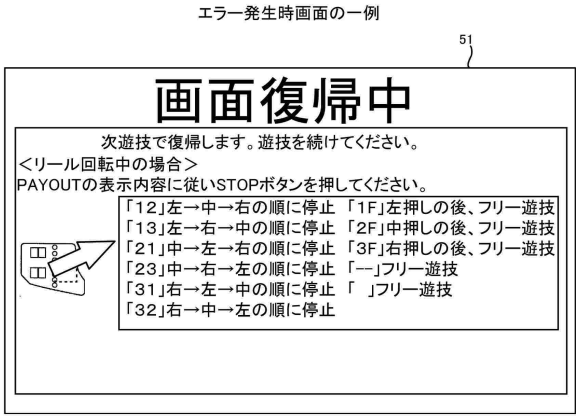 エラー発生時画面の一例
51
画面復帰中
次遊技で復帰します。遊技を続けてください。
＜リール回転中の場合＞
PAYOUTの表示内容に従いSTOPボタンを押してください。
「12」左→中→右の順に停止 「1F」左押しの後、フリー遊技
「13」左→右→中の順に停止 「2F」中押しの後、フリー遊技
「21」中→左→右の順に停止 「3F」右押しの後、フリー遊技
「23」中→右→左の順に停止 「--」フリー遊技
「31」右→左→中の順に停止 「　」フリー遊技
「32」右→中→左の順に停止